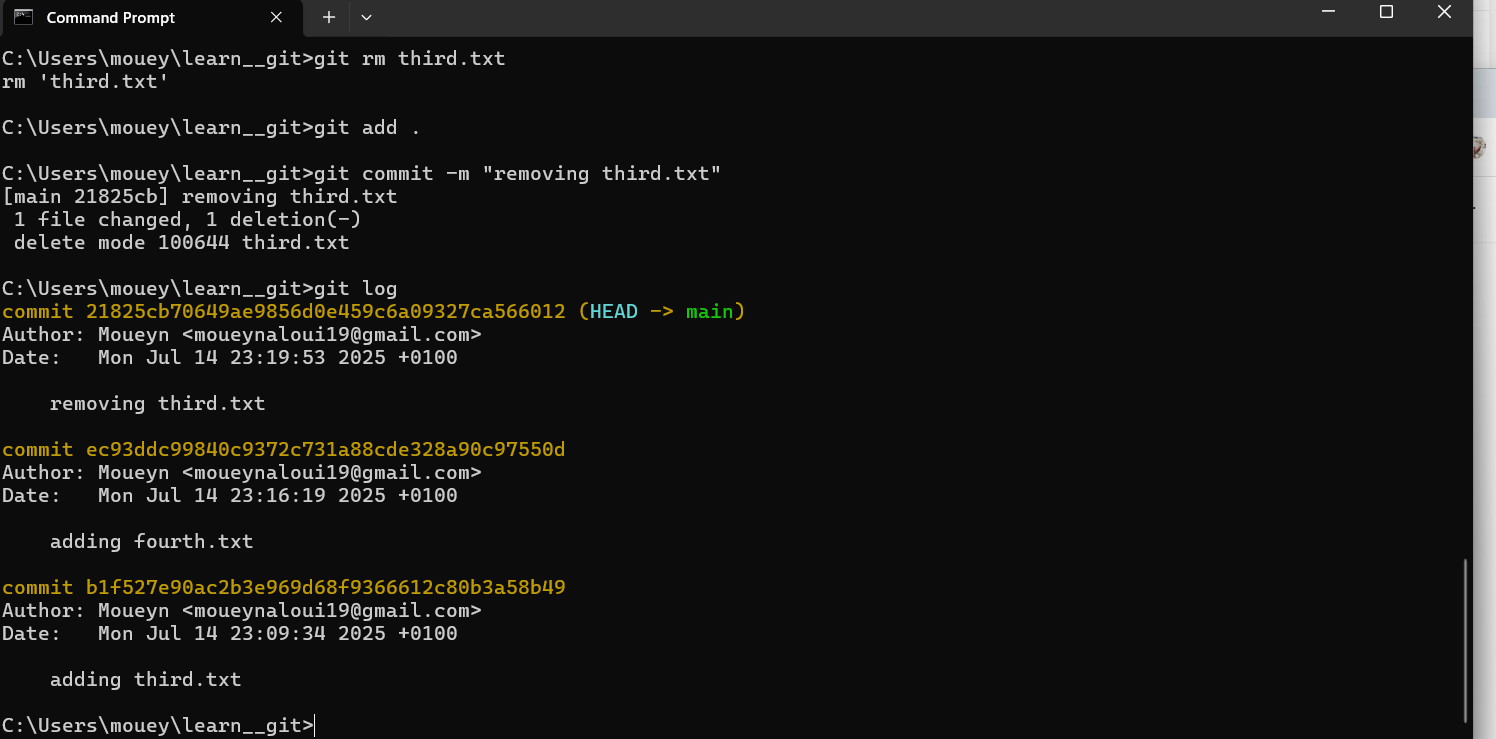 Command Prompt
C:\Users\mouey\learn__git>git rm third.txt
rm 'third.txt'
C:\Users\mouey\learn__git>git add .
C:\Users\mouey\learn__git>git commit -m "removing third.txt"
[main 21825cb] removing third.txt
 1 file changed, 1 deletion(-)
 delete mode 100644 third.txt
C:\Users\mouey\learn__git>git log
commit 21825cb70649ae9856d0e459c6a09327ca566012 (HEAD -> main)
Author: Moueyn <moueynaloui19@gmail.com>
Date:   Mon Jul 14 23:19:53 2025 +0100
    removing third.txt
commit ec93ddc99840c9372c731a88cde328a90c97550d
Author: Moueyn <moueynaloui19@gmail.com>
Date:   Mon Jul 14 23:16:19 2025 +0100
    adding fourth.txt
commit b1f527e90ac2b3e969d68f9366612c80b3a58b49
Author: Moueyn <moueynaloui19@gmail.com>
Date:   Mon Jul 14 23:09:34 2025 +0100
    adding third.txt
C:\Users\mouey\learn__git>